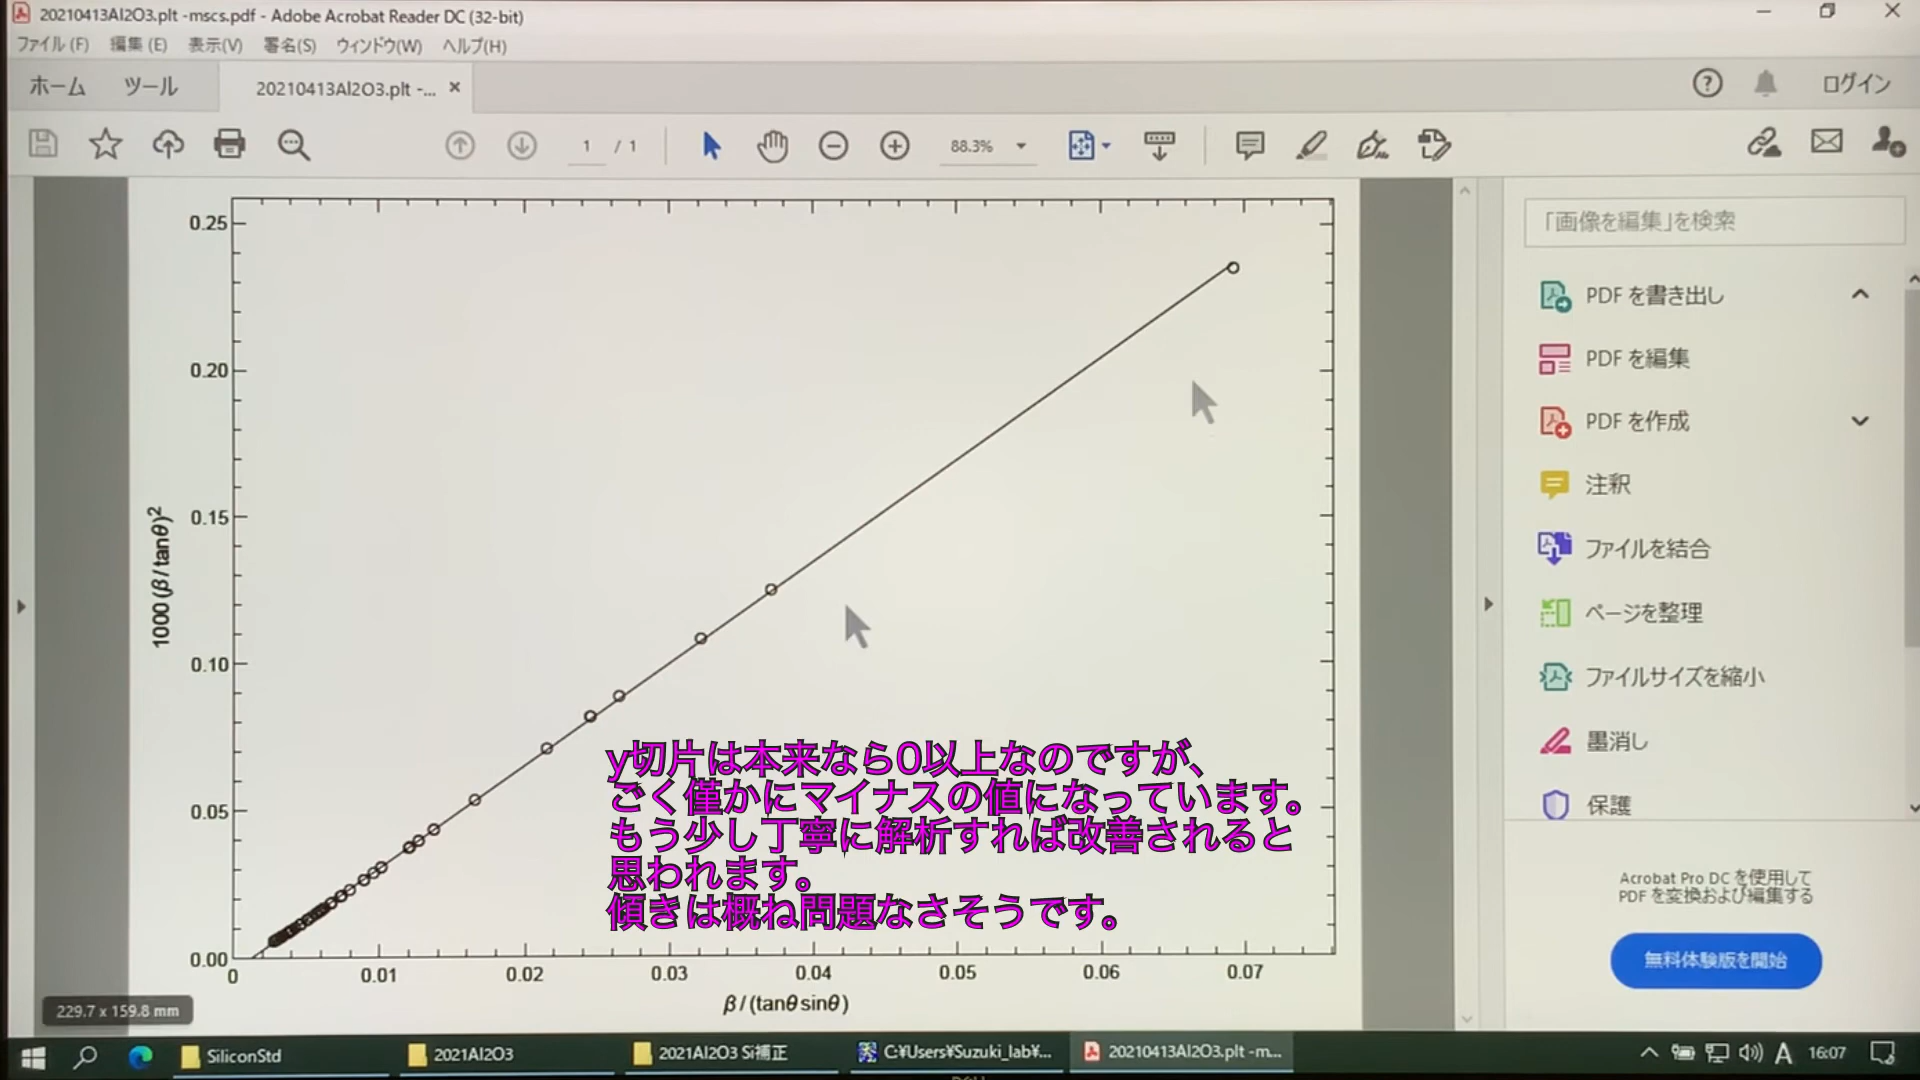 20210413Al2O3.plt -mscs.pdf - Adobe Acrobat Reader DC (32-bit)
ファイル(F) 編集(E) 表示(V) 署名(S) ウィンドウ(W) ヘルプ(H)
ホーム ツール 20210413Al2O3.plt -... × ログイン
1 / 1 88.3%
「画像を編集」を検索
PDF を書き出し
PDF を編集
PDF を作成
注釈
ファイルを結合
ページを整理
ファイルサイズを縮小
墨消し
保護
Acrobat Pro DC を使用して
PDF を変換および編集する
無料体験版を開始
0.25
0.20
0.15
0.10
0.05
0.00
1000 (β/tanθ)²
0 0.01 0.02 0.03 0.04 0.05 0.06 0.07
β/(tanθ sinθ)
y切片は本来なら0以上なのですが、
ごく僅かにマイナスの値になっています。
もう少し丁寧に解析すれば改善されると
思われます。
傾きは概ね問題なさそうです。
229.7 x 159.8 mm
SiliconStd 2021Al2O3 2021Al2O3 Si補正 C:¥Users¥Suzuki_lab¥... 20210413Al2O3.plt -m... A 16:07